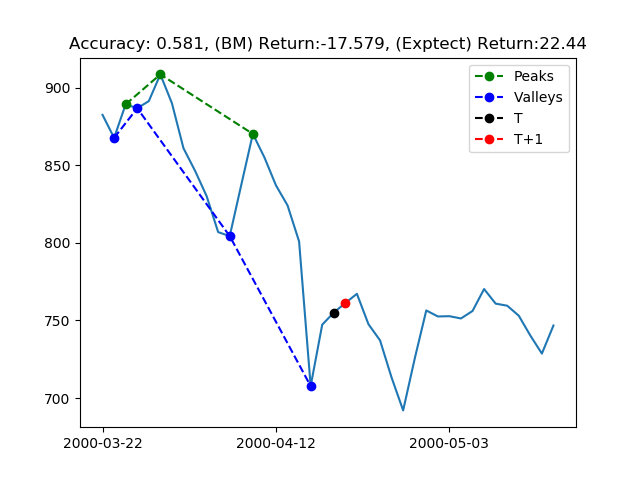 Accuracy: 0.581, (BM) Return:-17.579, (Exptect) Return:22.44
Peaks
Valleys
T
T+1
900
850
800
750
700
2000-03-22 2000-04-12 2000-05-03